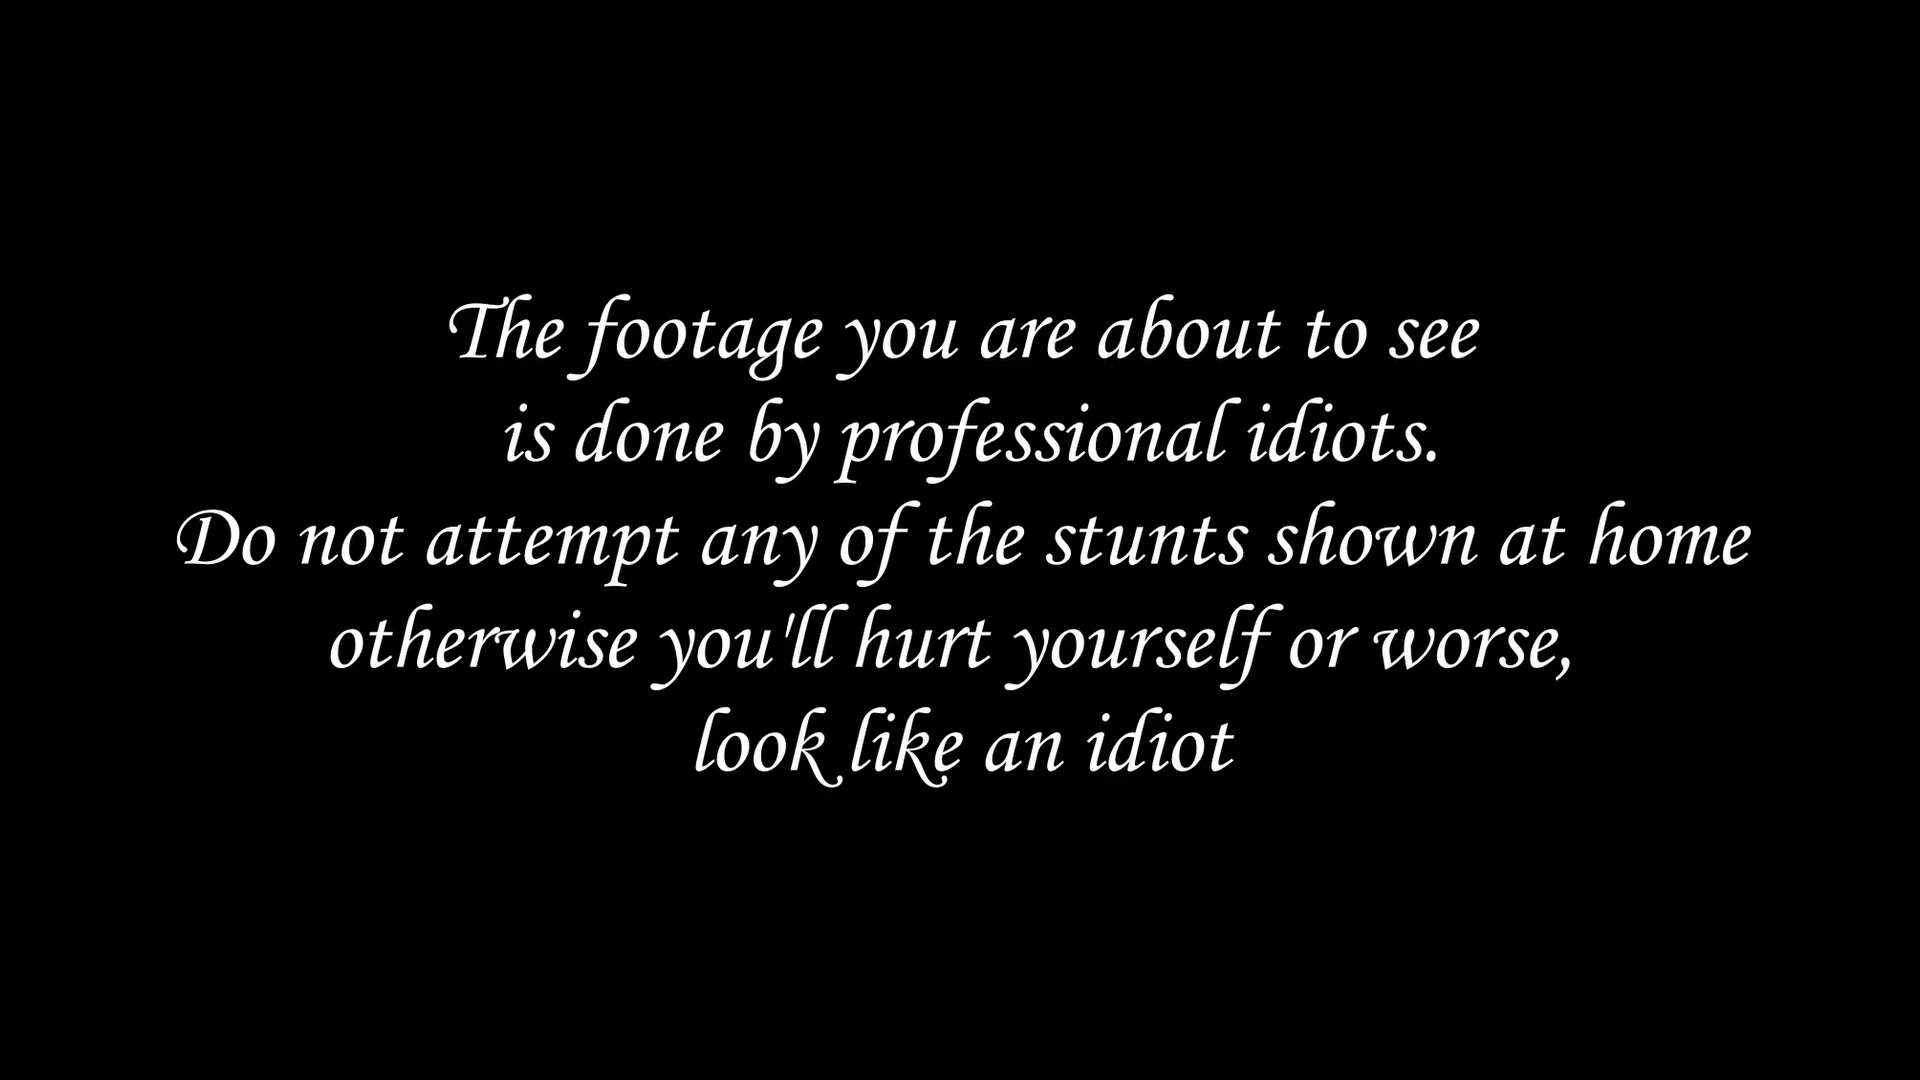 The footage you are about to see
is done by professional idiots.
Do not attempt any of the stunts shown at home
otherwise you'll hurt yourself or worse,
look like an idiot